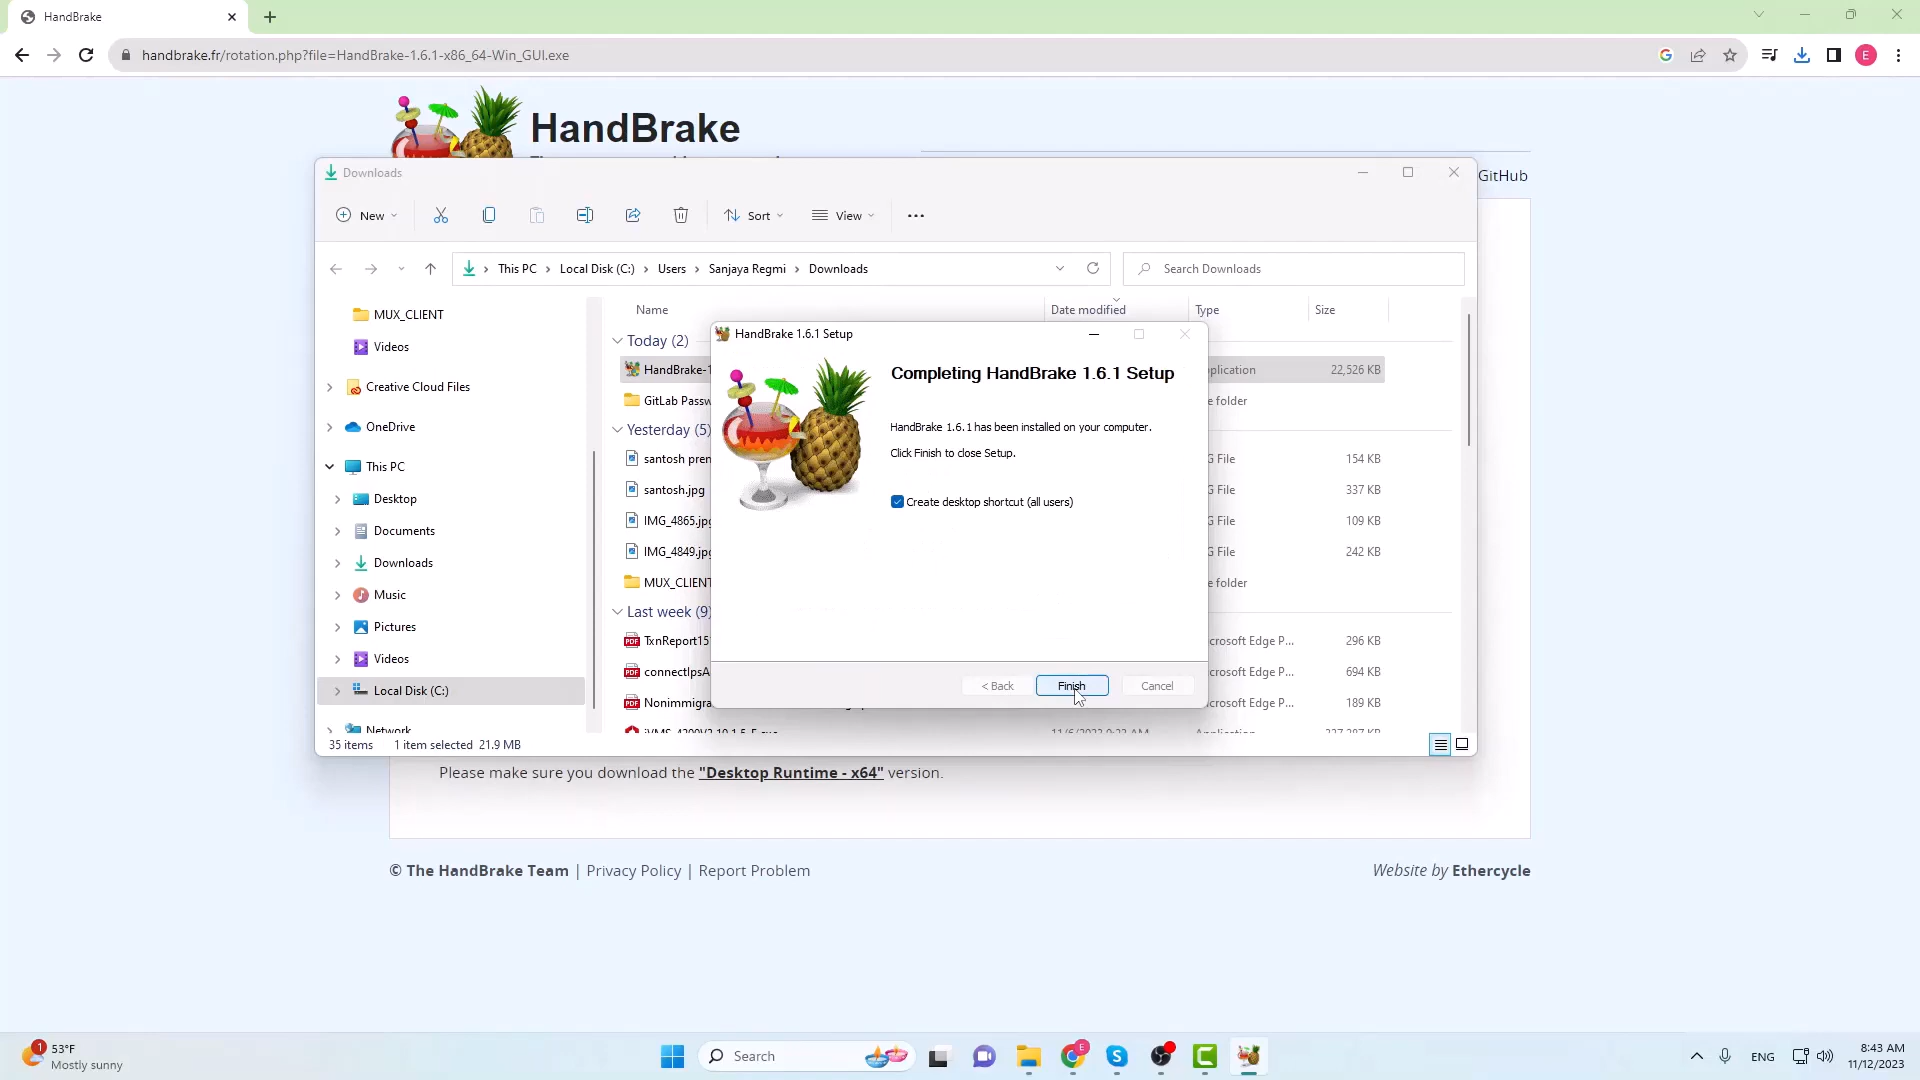 HandBrake
handbrake.fr/rotation.php?file=HandBrake-1.6.1-x86_64-Win_GUI.exe
E
HandBrake
GitHub
Downloads
New
Sort
View
This PC
Local Disk (C:)
Users
Sanjaya Regmi
Downloads
Search Downloads
MUX_CLIENT
Videos
Creative Cloud Files
OneDrive
This PC
Desktop
Documents
Downloads
Music
Pictures
Videos
Local Disk (C:)
Network
Name
Date modified
Type
Size
Today (2)
HandBrake-1
22,526 KB
GitLab Passw
e folder
Yesterday (5)
santosh pren
G File
154 KB
santosh.jpg
G File
337 KB
IMG_4865.jpg
G File
109 KB
IMG_4849.jpg
G File
242 KB
MUX_CLIENT
e folder
Last week (9)
TxnReport15
crosoft Edge P...
296 KB
connectIpsA
crosoft Edge P...
694 KB
Nonimmigra
crosoft Edge P...
189 KB
35 items
1 item selected 21.9 MB
HandBrake 1.6.1 Setup
Completing HandBrake 1.6.1 Setup
HandBrake 1.6.1 has been installed on your computer.
Click Finish to close Setup.
Create desktop shortcut (all users)
< Back
Finish
Cancel
Please make sure you download the "Desktop Runtime - x64" version.
© The HandBrake Team | Privacy Policy | Report Problem
Website by Ethercycle
1
53°F
Mostly sunny
Search
E
ENG
8:43 AM
11/12/2023